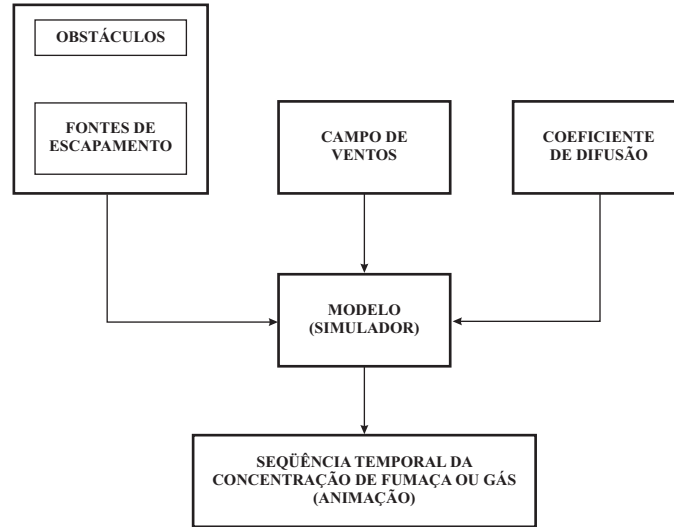 OBSTÁCULOS
FONTES DE
ESCAPAMENTO
CAMPO DE
VENTOS
COEFICIENTE
DE DIFUSÃO
MODELO
(SIMULADOR)
SEQÜÊNCIA TEMPORAL DA
CONCENTRAÇÃO DE FUMAÇA OU GÁS
(ANIMAÇÃO)